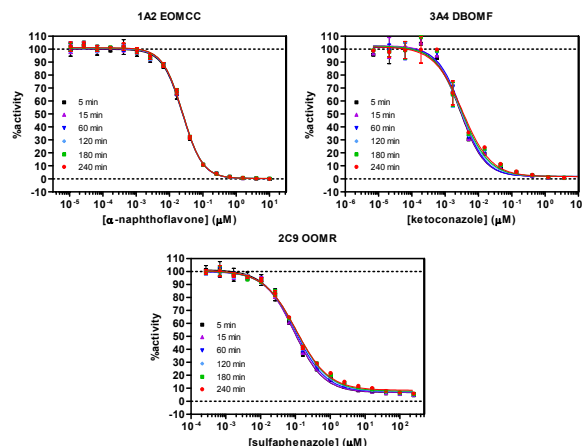 1A2 EOMCC
110
100
90
80
70
60
50
40
30
20
10
0
-10
%activity
5 min
15 min
60 min
120 min
180 min
240 min
10⁻⁵ 10⁻⁴ 10⁻³ 10⁻² 10⁻¹ 10⁰ 10¹
[α-naphthoflavone] (μM)
3A4 DBOMF
110
100
90
80
70
60
50
40
30
20
10
0
-10
%activity
5 min
15 min
60 min
120 min
180 min
240 min
10⁻⁵ 10⁻⁴ 10⁻³ 10⁻² 10⁻¹ 10⁰ 10¹
[ketoconazole] (μM)
2C9 OOMR
110
100
90
80
70
60
50
40
30
20
10
0
-10
%activity
5 min
15 min
60 min
120 min
180 min
240 min
10⁻⁴ 10⁻³ 10⁻² 10⁻¹ 10⁰ 10¹ 10²
[sulfaphenazole] (μM)